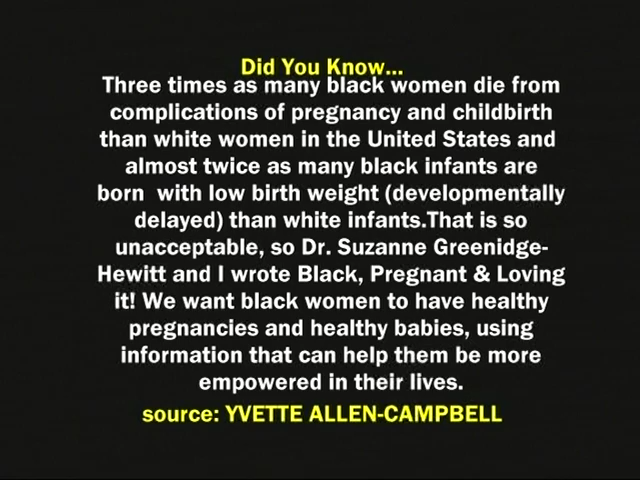 Did You Know...
Three times as many black women die from
complications of pregnancy and childbirth
than white women in the United States and
almost twice as many black infants are
born  with low birth weight (developmentally
delayed) than white infants.That is so
unacceptable, so Dr. Suzanne Greenidge-
Hewitt and I wrote Black, Pregnant & Loving
it! We want black women to have healthy
pregnancies and healthy babies, using
information that can help them be more
empowered in their lives.
source: YVETTE ALLEN-CAMPBELL